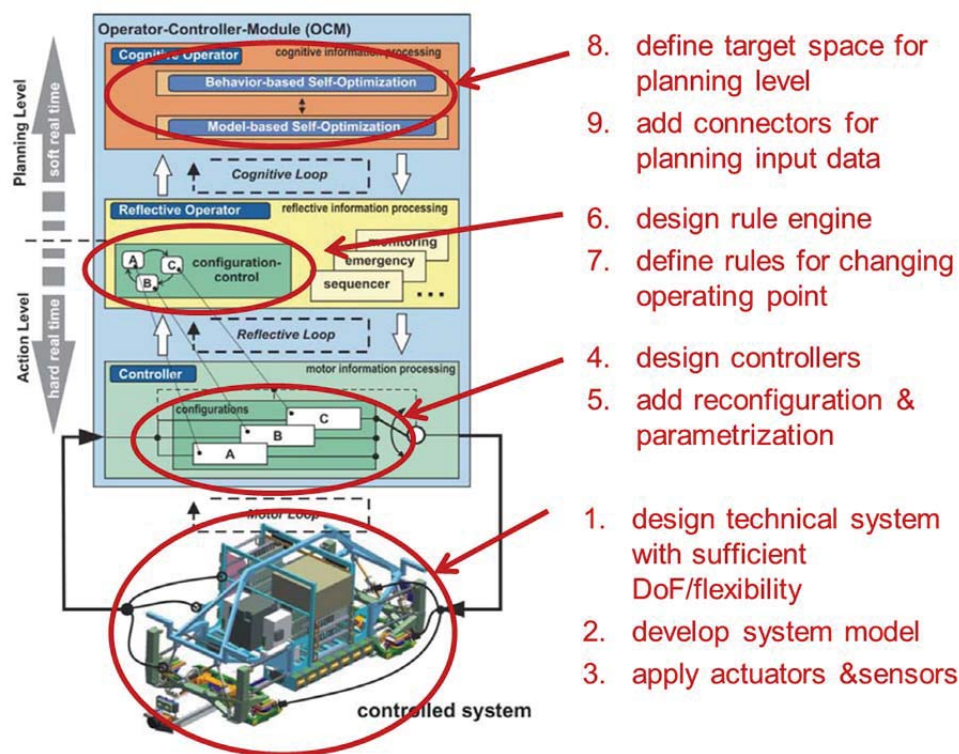 Operator-Controller-Module (OCM)
Cognitive Operator
cognitive information processing
Behavior-based Self-Optimization
Model-based Self-Optimization
Cognitive Loop
Planning Level
soft real time
Reflective Operator
reflective information processing
A
C
B
configuration-
control
monitoring
emergency
sequencer
...
Reflective Loop
Action Level
hard real time
Controller
motor information processing
configurations
C
B
A
Motor Loop
controlled system
8. define target space for
planning level
9. add connectors for
planning input data
6. design rule engine
7. define rules for changing
operating point
4. design controllers
5. add reconfiguration &
parametrization
1. design technical system
with sufficient
DoF/flexibility
2. develop system model
3. apply actuators &sensors